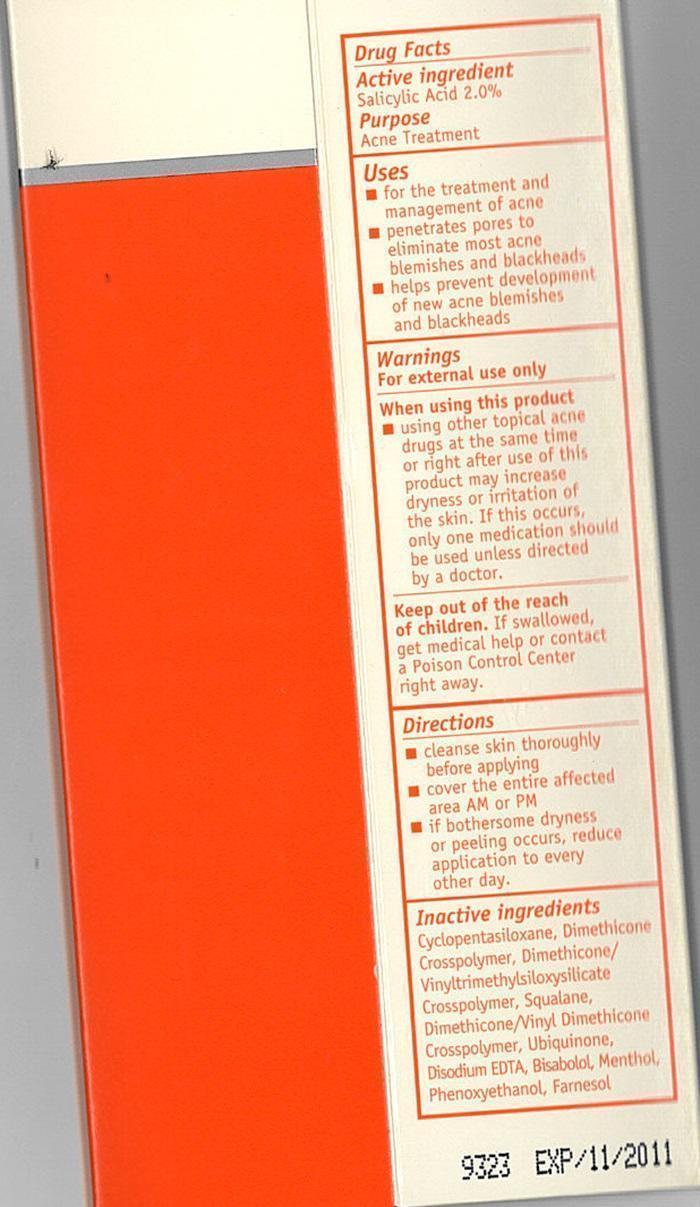 Drug Facts
Active ingredient
Salicylic Acid 2.0%
Purpose
Acne Treatment
Uses
■ for the treatment and
management of acne
■ penetrates pores to
eliminate most acne
blemishes and blackheads
■ helps prevent development
of new acne blemishes
and blackheads
Warnings
For external use only
When using this product
■ using other topical acne
drugs at the same time
or right after use of this
product may increase
dryness or irritation of
the skin. If this occurs,
only one medication should
be used unless directed
by a doctor.
Keep out of the reach
of children. If swallowed,
get medical help or contact
a Poison Control Center
right away.
Directions
■ cleanse skin thoroughly
before applying
■ cover the entire affected
area AM or PM
■ if bothersome dryness
or peeling occurs, reduce
application to every
other day.
Inactive ingredients
Cyclopentasiloxane, Dimethicone
Crosspolymer, Dimethicone/
Vinyltrimethylsiloxysilicate
Crosspolymer, Squalane,
Dimethicone/Vinyl Dimethicone
Crosspolymer, Ubiquinone,
Disodium EDTA, Bisabolol, Menthol,
Phenoxyethanol, Farnesol
9323 EXP/11/2011